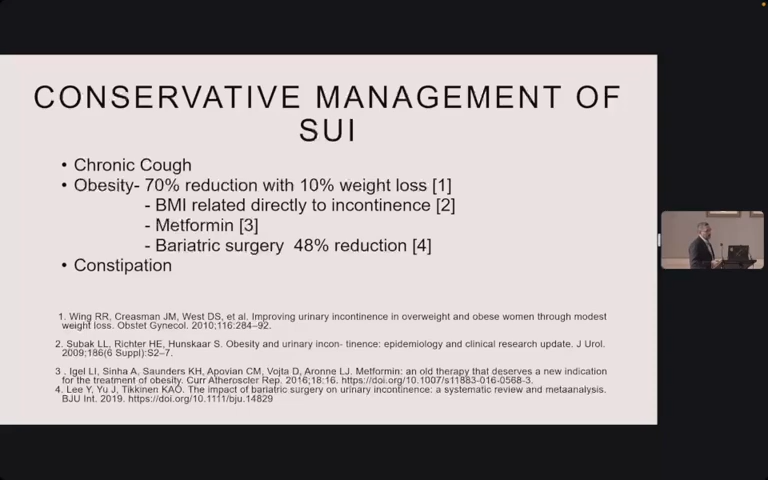 CONSERVATIVE MANAGEMENT OF
SUI
• Chronic Cough
• Obesity- 70% reduction with 10% weight loss [1]
- BMI related directly to incontinence [2]
- Metformin [3]
- Bariatric surgery 48% reduction [4]
• Constipation
1. Wing RR, Creasman JM, West DS, et al. Improving urinary incontinence in overweight and obese women through modest
weight loss. Obstet Gynecol. 2010;116:284–92.
2. Subak LL, Richter HE, Hunskaar S. Obesity and urinary incon- tinence: epidemiology and clinical research update. J Urol.
2009;186(6 Suppl):S2–7.
3 . Igel LI, Sinha A, Saunders KH, Apovian CM, Vojta D, Aronne LJ. Metformin: an old therapy that deserves a new indication
for the treatment of obesity. Curr Atheroscler Rep. 2016;18:16. https://doi.org/10.1007/s11883-016-0568-3.
4. Lee Y, Yu J, Tikkinen KAO. The impact of bariatric surgery on urinary incontinence: a systematic review and metaanalysis.
BJU Int. 2019. https://doi.org/10.1111/bju.14829